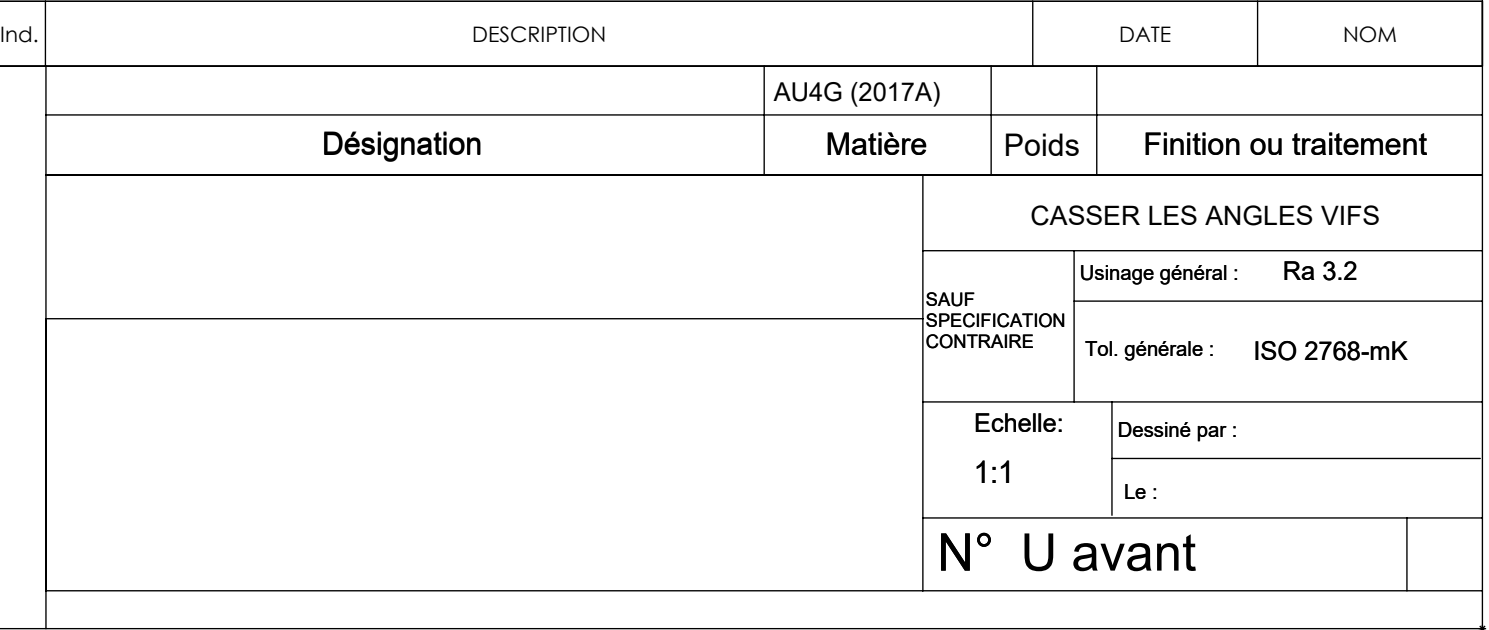 Ind. DESCRIPTION DATE NOM
AU4G (2017A)
Désignation Matière Poids Finition ou traitement
CASSER LES ANGLES VIFS
Usinage général : Ra 3.2
SAUF
SPECIFICATION
CONTRAIRE
Tol. générale : ISO 2768-mK
Echelle:
1:1
Dessiné par :
Le :
N° U avant